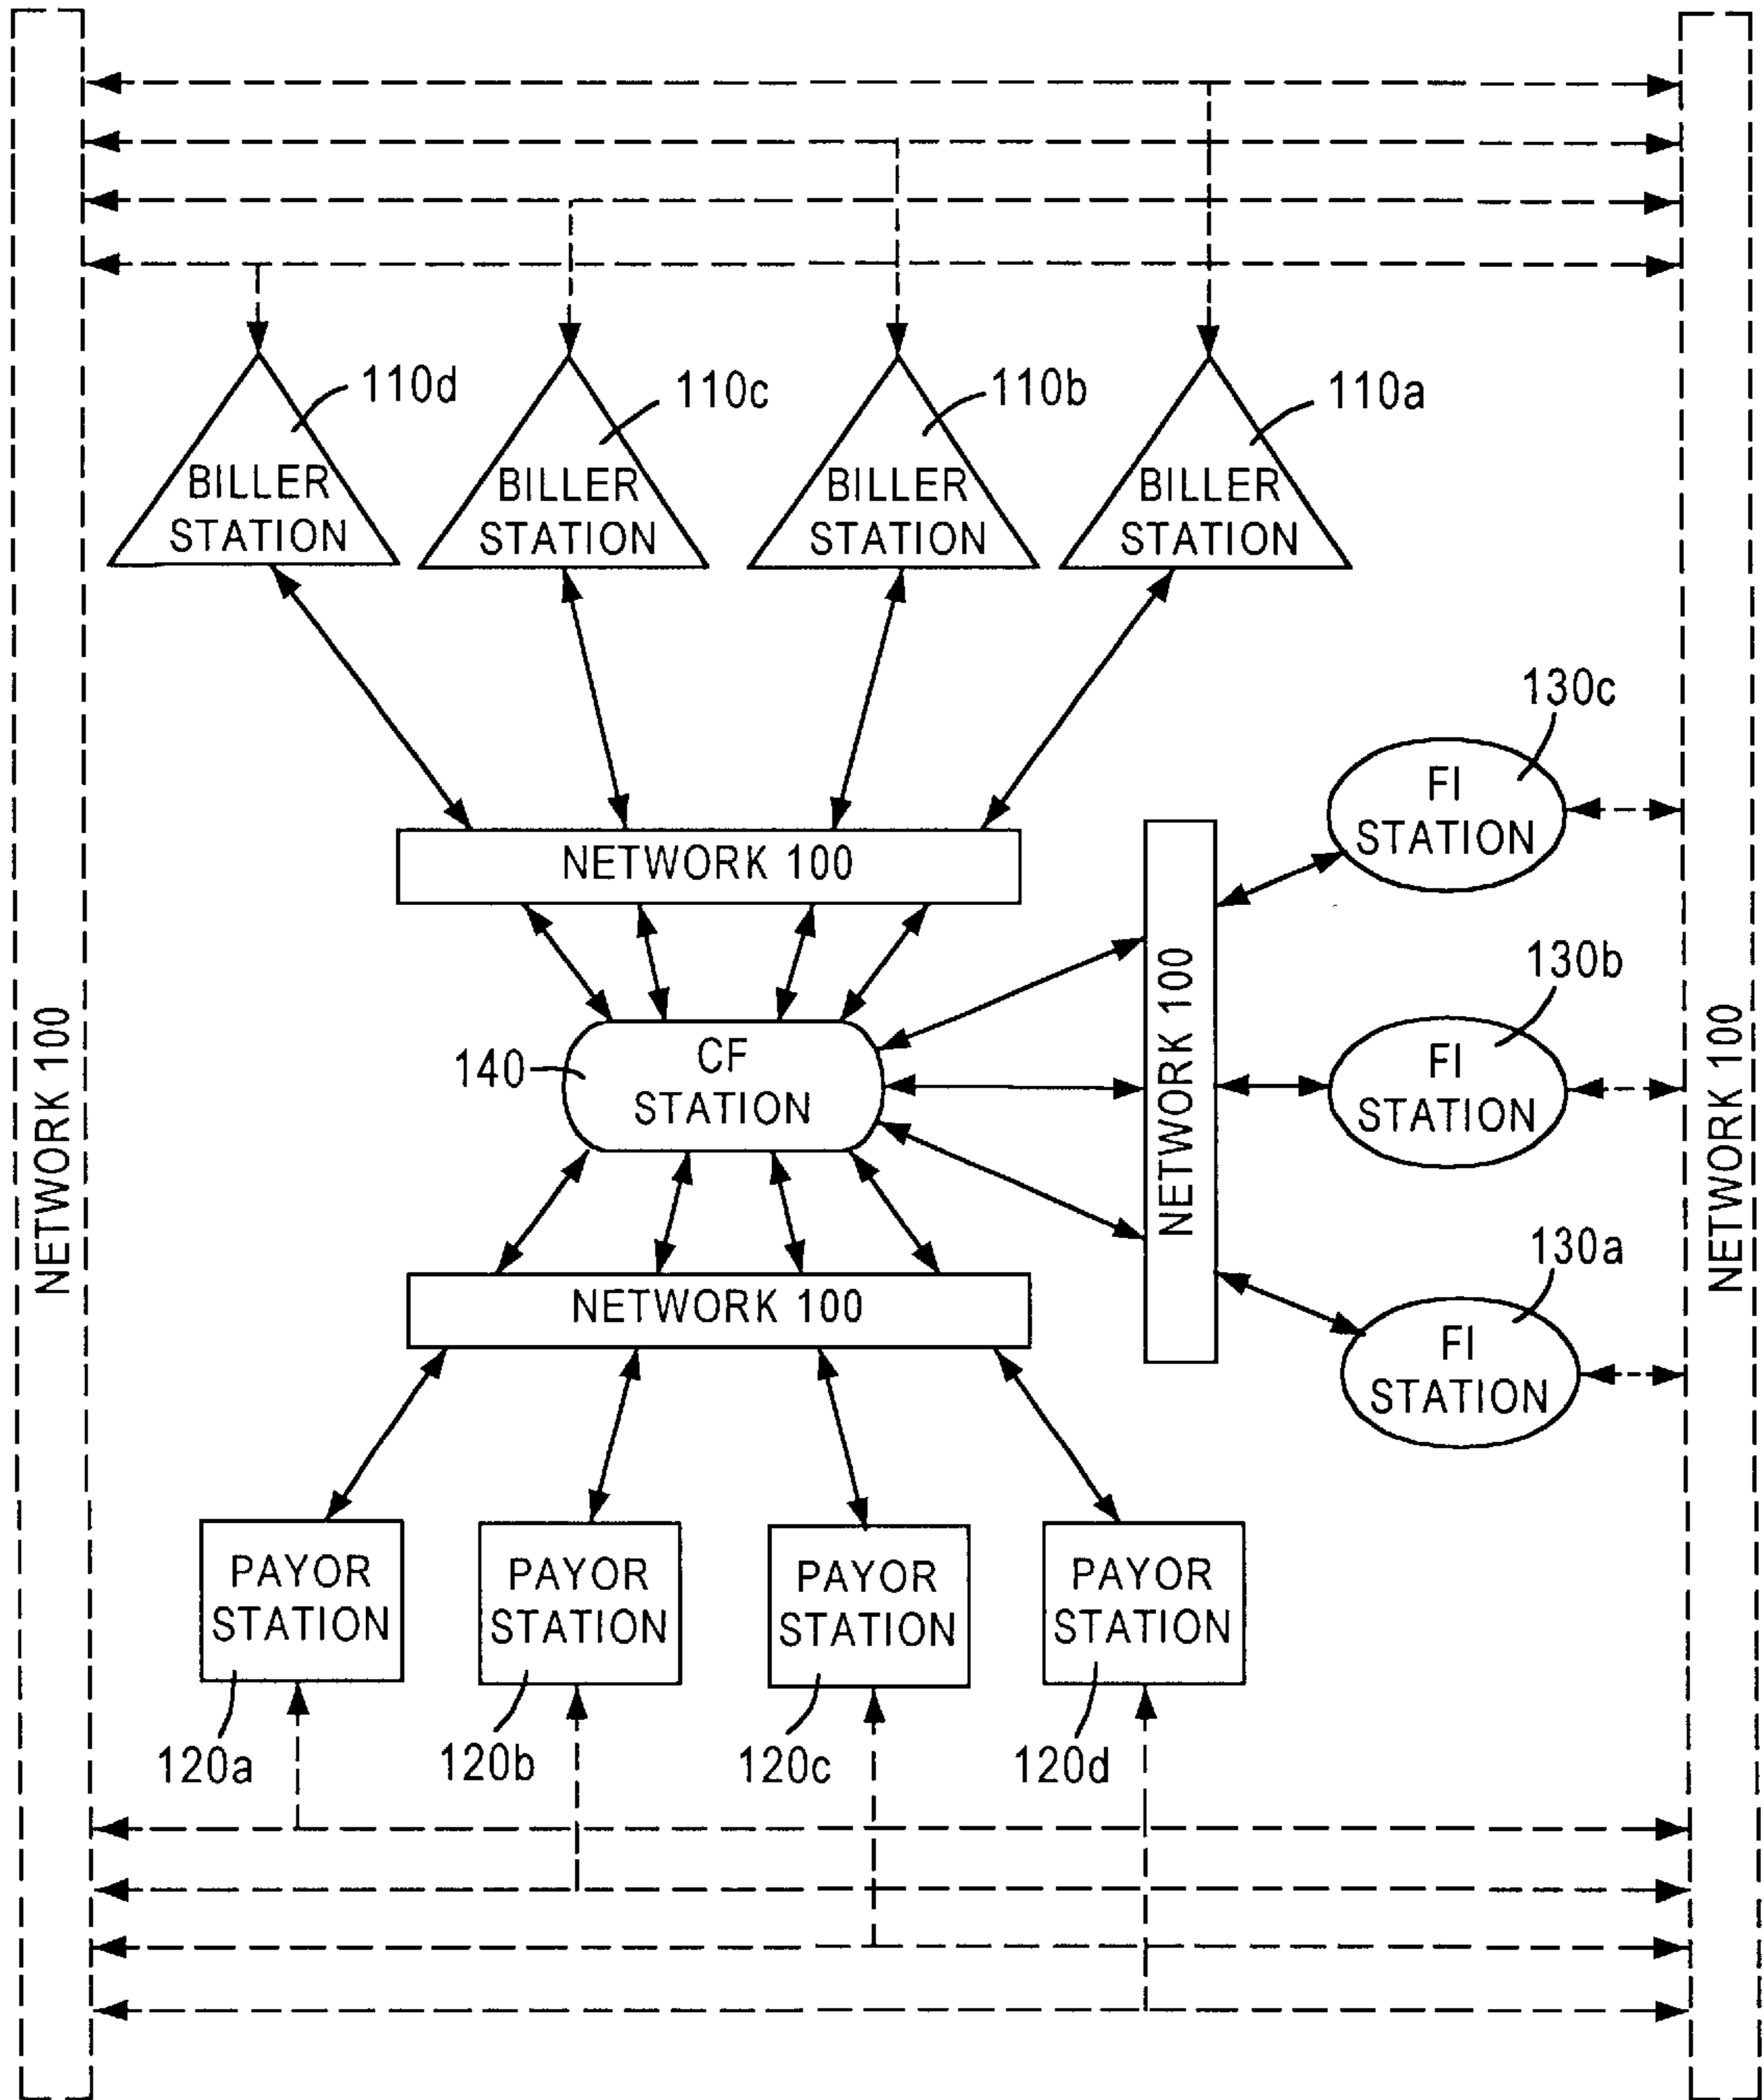 110d
110c
110b
110a
BILLER
STATION
BILLER
STATION
BILLER
STATION
BILLER
STATION
130c
FI
STATION
NETWORK 100
NETWORK 100
130b
FI
STATION
140
CF
STATION
NETWORK 100
NETWORK 100
130a
FI
STATION
NETWORK 100
PAYOR
STATION
PAYOR
STATION
PAYOR
STATION
PAYOR
STATION
120a
120b
120c
120d